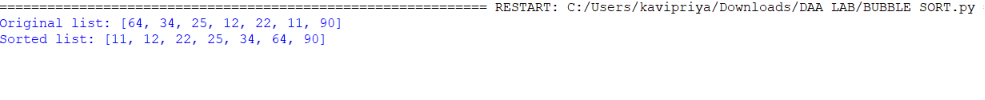 ================================================================ RESTART: C:/Users/kavipriya/Downloads/DAA LAB/BUBBLE SORT.py =
Original list: [64, 34, 25, 12, 22, 11, 90]
Sorted list: [11, 12, 22, 25, 34, 64, 90]